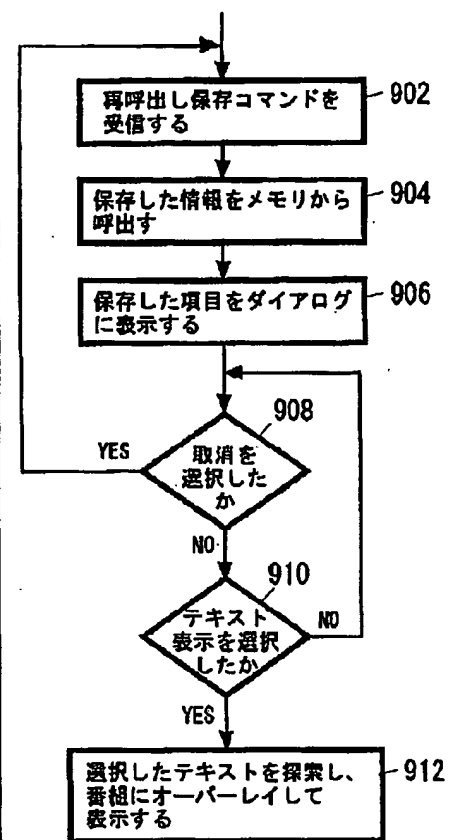 再呼出し保存コマンドを
受信する
902
保存した情報をメモリから
呼出す
904
保存した項目をダイアログ
に表示する
906
908
取消を
選択した
か
YES
NO
910
テキスト
表示を選択
したか
NO
YES
選択したテキストを探索し、
番組にオーバーレイして
表示する
912